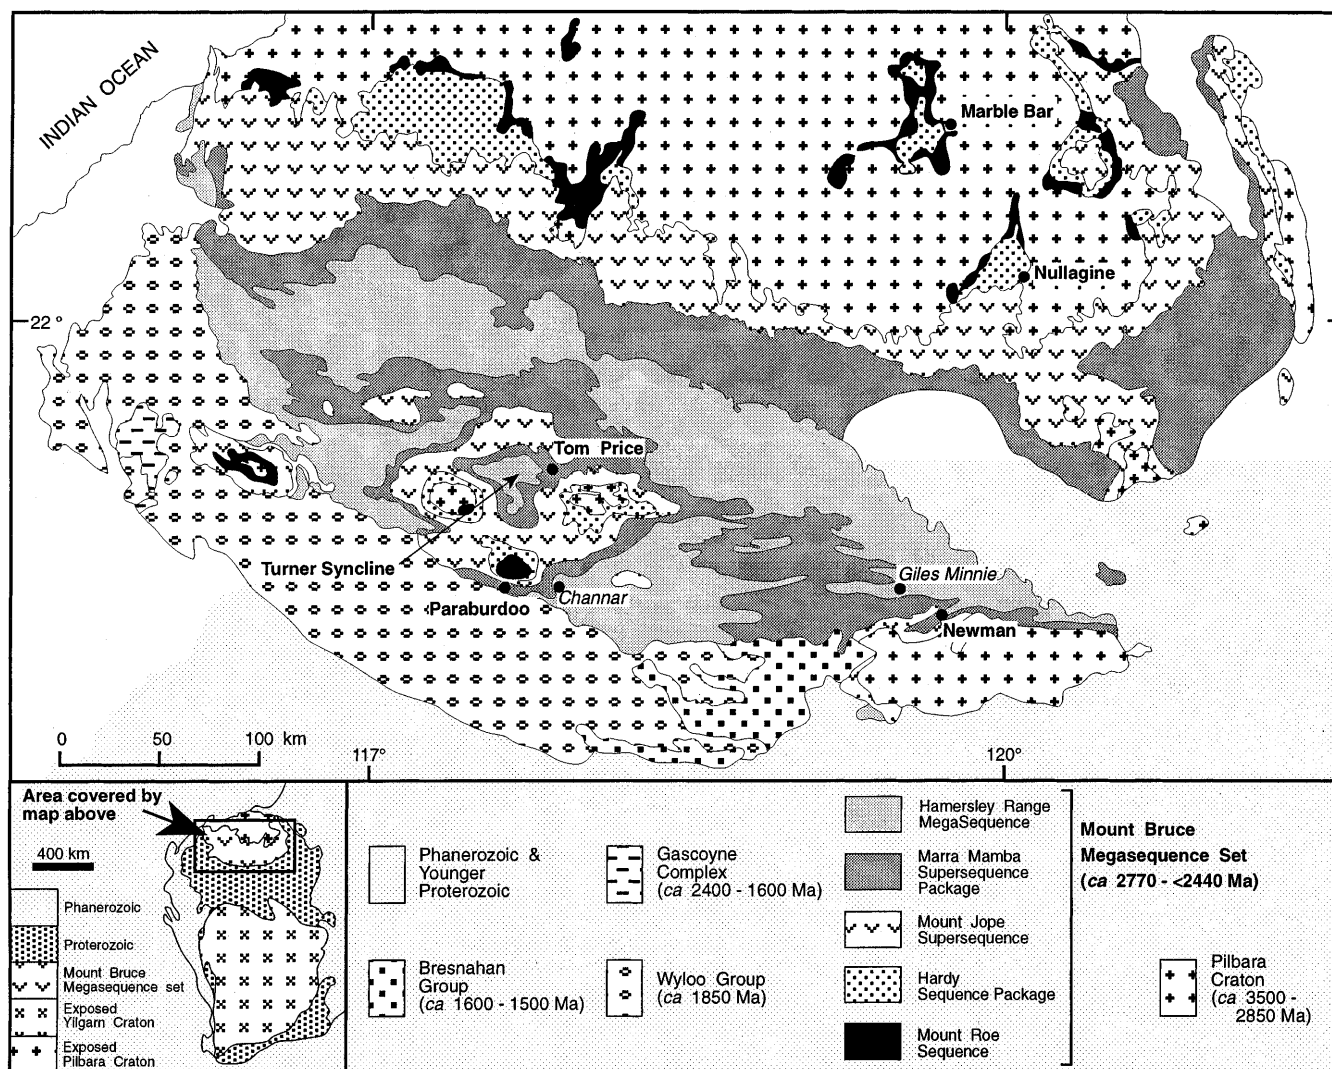 INDIAN OCEAN
Marble Bar
Nullagine
22°
Tom Price
Turner Syncline
Giles Minnie
Channar
Paraburdoo
Newman
0 50 100 km
117° 120°
Area covered by
map above
400 km
Phanerozoic
Proterozoic
Mount Bruce
Megasequence set
Exposed
Yilgarn Craton
Exposed
Pilbara Craton
Phanerozoic &
Younger
Proterozoic
Bresnahan
Group
(ca 1600 - 1500 Ma)
Gascoyne
Complex
(ca 2400 - 1600 Ma)
Wyloo Group
(ca 1850 Ma)
Hamersley Range
MegaSequence
Marra Mamba
Supersequence
Package
Mount Jope
Supersequence
Hardy
Sequence Package
Mount Roe
Sequence
Mount Bruce
Megasequence Set
(ca 2770 - <2440 Ma)
Pilbara
Craton
(ca 3500 -
2850 Ma)